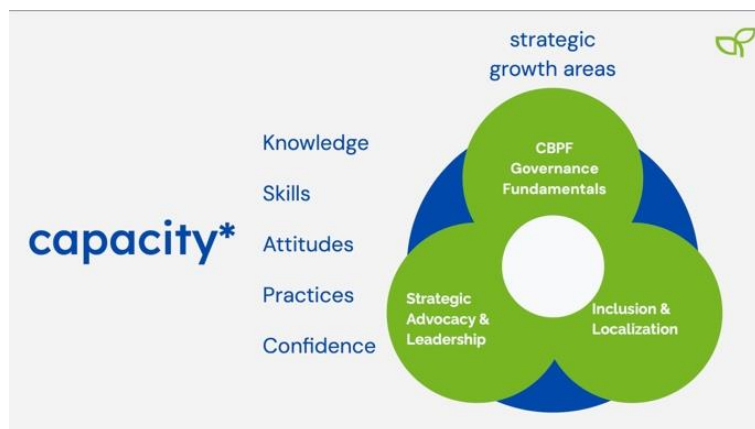 capacity*
Knowledge
Skills
Attitudes
Practices
Confidence
strategic
growth areas
CBPF
Governance
Fundamentals
Strategic
Advocacy &
Leadership
Inclusion &
Localization